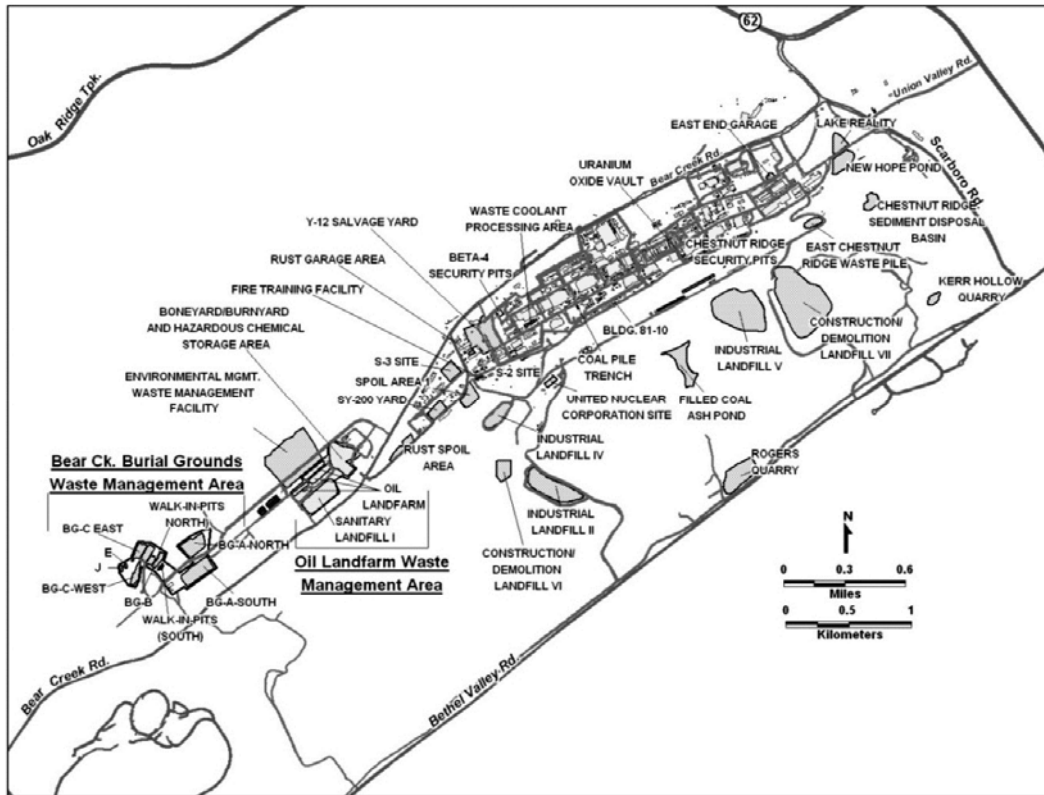 62
Oak Ridge Tpk.
Union Valley Rd.
EAST END GARAGE
LAKE REALITY
Scarboro Rd.
Bear Creek Rd.
NEW HOPE POND
URANIUM
OXIDE VAULT
CHESTNUT RIDGE
SEDIMENT DISPOSAL
BASIN
Y-12 SALVAGE YARD
WASTE COOLANT
PROCESSING AREA
CHESTNUT RIDGE
SECURITY PITS
EAST CHESTNUT
RIDGE WASTE PILE
RUST GARAGE AREA
BETA-4
SECURITY PITS
KERR HOLLOW
QUARRY
FIRE TRAINING FACILITY
BONEYARD/BURNYARD
AND HAZARDOUS CHEMICAL
STORAGE AREA
BLDG. 81-10
CONSTRUCTION/
DEMOLITION
LANDFILL VII
INDUSTRIAL
LANDFILL V
S-3 SITE
S-2 SITE
COAL PILE
TRENCH
ENVIRONMENTAL MGMT.
WASTE MANAGEMENT
FACILITY
SPOIL AREA 1
SY-200 YARD
UNITED NUCLEAR
CORPORATION SITE
FILLED COAL
ASH POND
RUST SPOIL
AREA
INDUSTRIAL
LANDFILL IV
ROGERS
QUARRY
Bear Ck. Burial Grounds
Waste Management Area
OIL
LANDFARM
SANITARY
LANDFILL I
INDUSTRIAL
LANDFILL II
WALK-IN-PITS
NORTH)
BG-C EAST
BG-A-NORTH
E
J
BG-C-WEST
Oil Landfarm Waste
Management Area
CONSTRUCTION/
DEMOLITION
LANDFILL VI
BG-B
BG-A-SOUTH
WALK-IN-PITS
(SOUTH)
N
0 0.3 0.6
Miles
0 0.5 1
Kilometers
Bear Creek Rd.
Bethel Valley Rd.